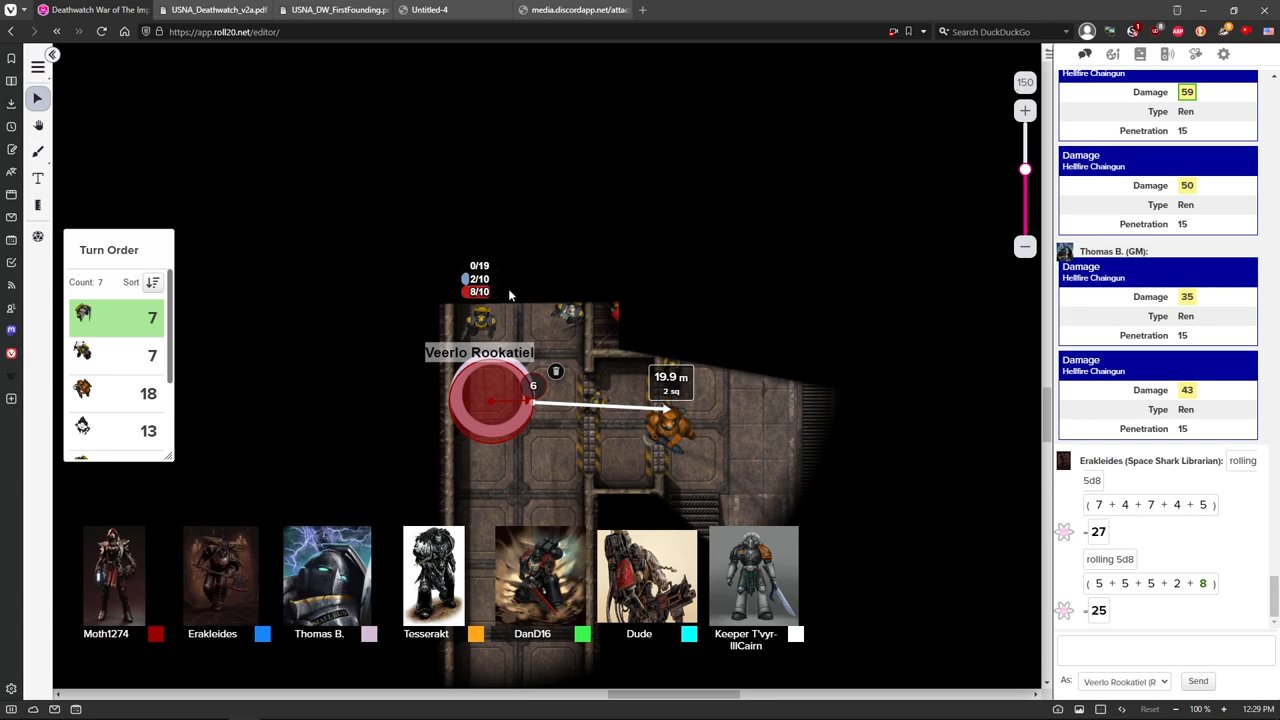 Deathwatch War of The Imp
USNA_Deathwatch_v2a.pdf
USNA_DW_FirstFounding.p
Untitled-4
media.discordapp.net/attac
https://app.roll20.net/editor/
Search DuckDuckGo
150
Hellfire Chaingun
Damage 59
Type Ren
Penetration 15
Damage
Hellfire Chaingun
Damage 50
Type Ren
Penetration 15
Thomas B. (GM):
Damage
Hellfire Chaingun
Damage 35
Type Ren
Penetration 15
Damage
Hellfire Chaingun
Damage 43
Type Ren
Penetration 15
Erakleides (Space Shark Librarian): rolling
5d8
( 7 + 4 + 7 + 4 + 5 )
= 27
rolling 5d8
( 5 + 5 + 5 + 2 + 8 )
= 25
As: Veerlo Rookatiel (R Send
Turn Order
Count: 7 Sort
7
7
18
13
0/19
2/10
8/10
Veerlo Rookatiel
6
19.9 m
2 sq
Moth1274
Erakleides
Thomas B.
Tesserakt
DanD16
Dude
Keeper T'vyr-
IllCairn
Reset 100 % 12:29 PM